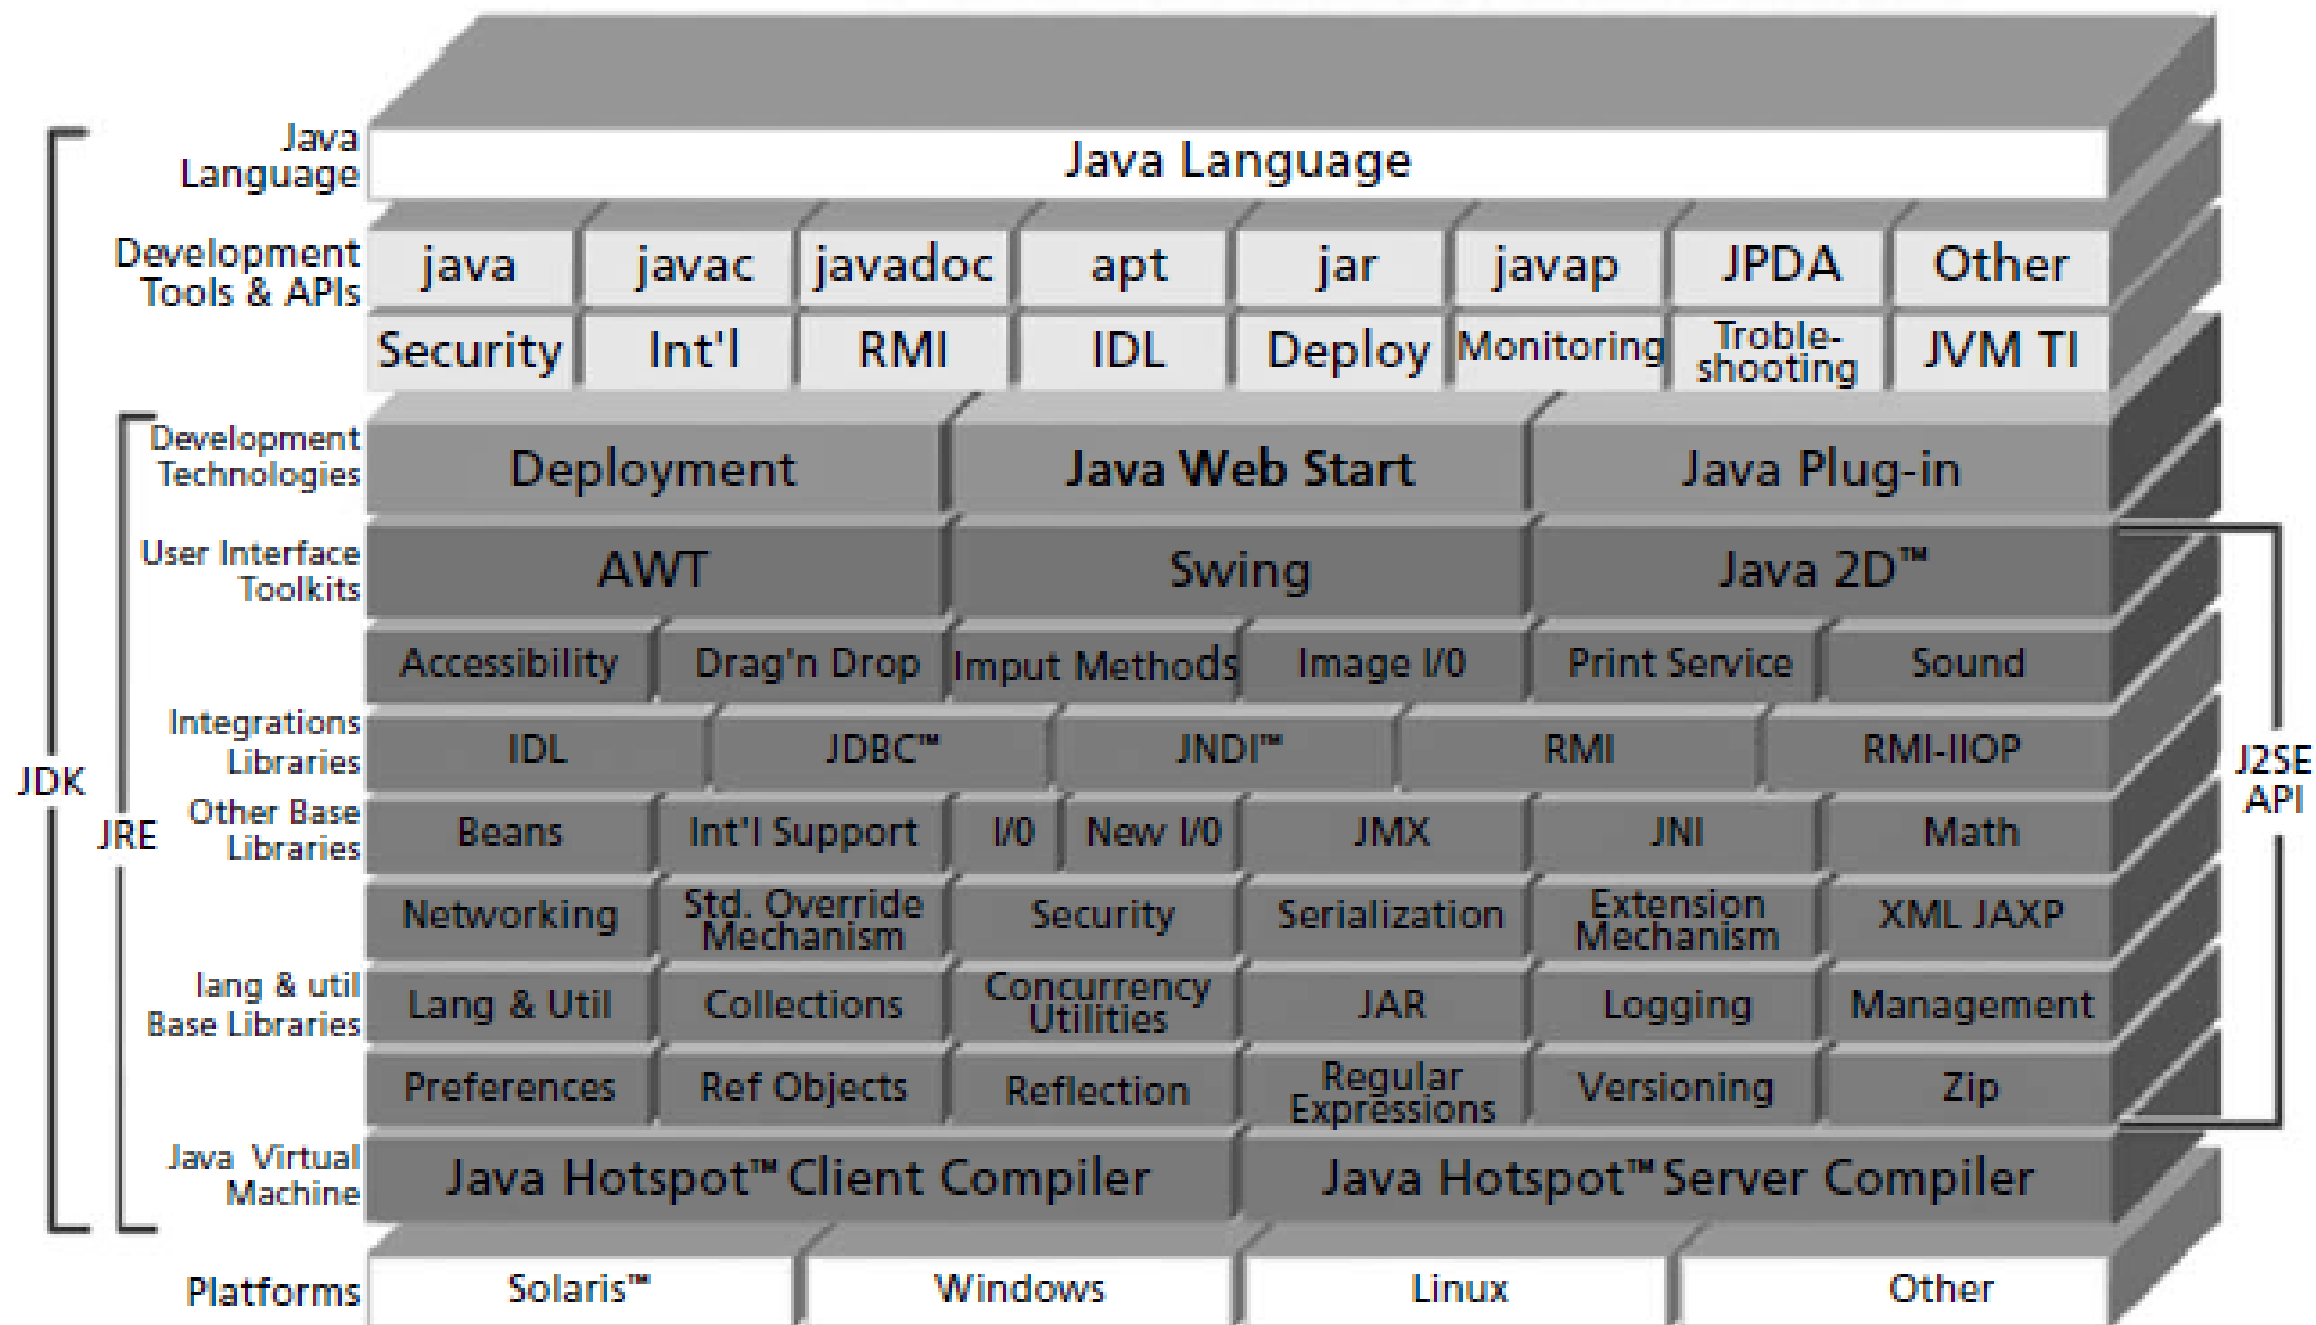 Java
Language
Java Language
Development
Tools & APIs
java javac javadoc apt jar javap JPDA Other
Security Int'l RMI IDL Deploy Monitoring Troble-
shooting JVM TI
Development
Technologies
Deployment Java Web Start Java Plug-in
User Interface
Toolkits
AWT Swing Java 2D™
Accessibility Drag'n Drop Imput Methods Image I/0 Print Service Sound
Integrations
Libraries
IDL JDBC™ JNDI™ RMI RMI-IIOP
Other Base
Libraries
Beans Int'l Support I/0 New I/0 JMX JNI Math
Networking Std. Override
Mechanism Security Serialization Extension
Mechanism XML JAXP
lang & util
Base Libraries
Lang & Util Collections Concurrency
Utilities JAR Logging Management
Preferences Ref Objects Reflection Regular
Expressions Versioning Zip
Java Virtual
Machine
Java Hotspot™ Client Compiler Java Hotspot™ Server Compiler
Platforms
Solaris™ Windows Linux Other
JDK
JRE
J2SE
API